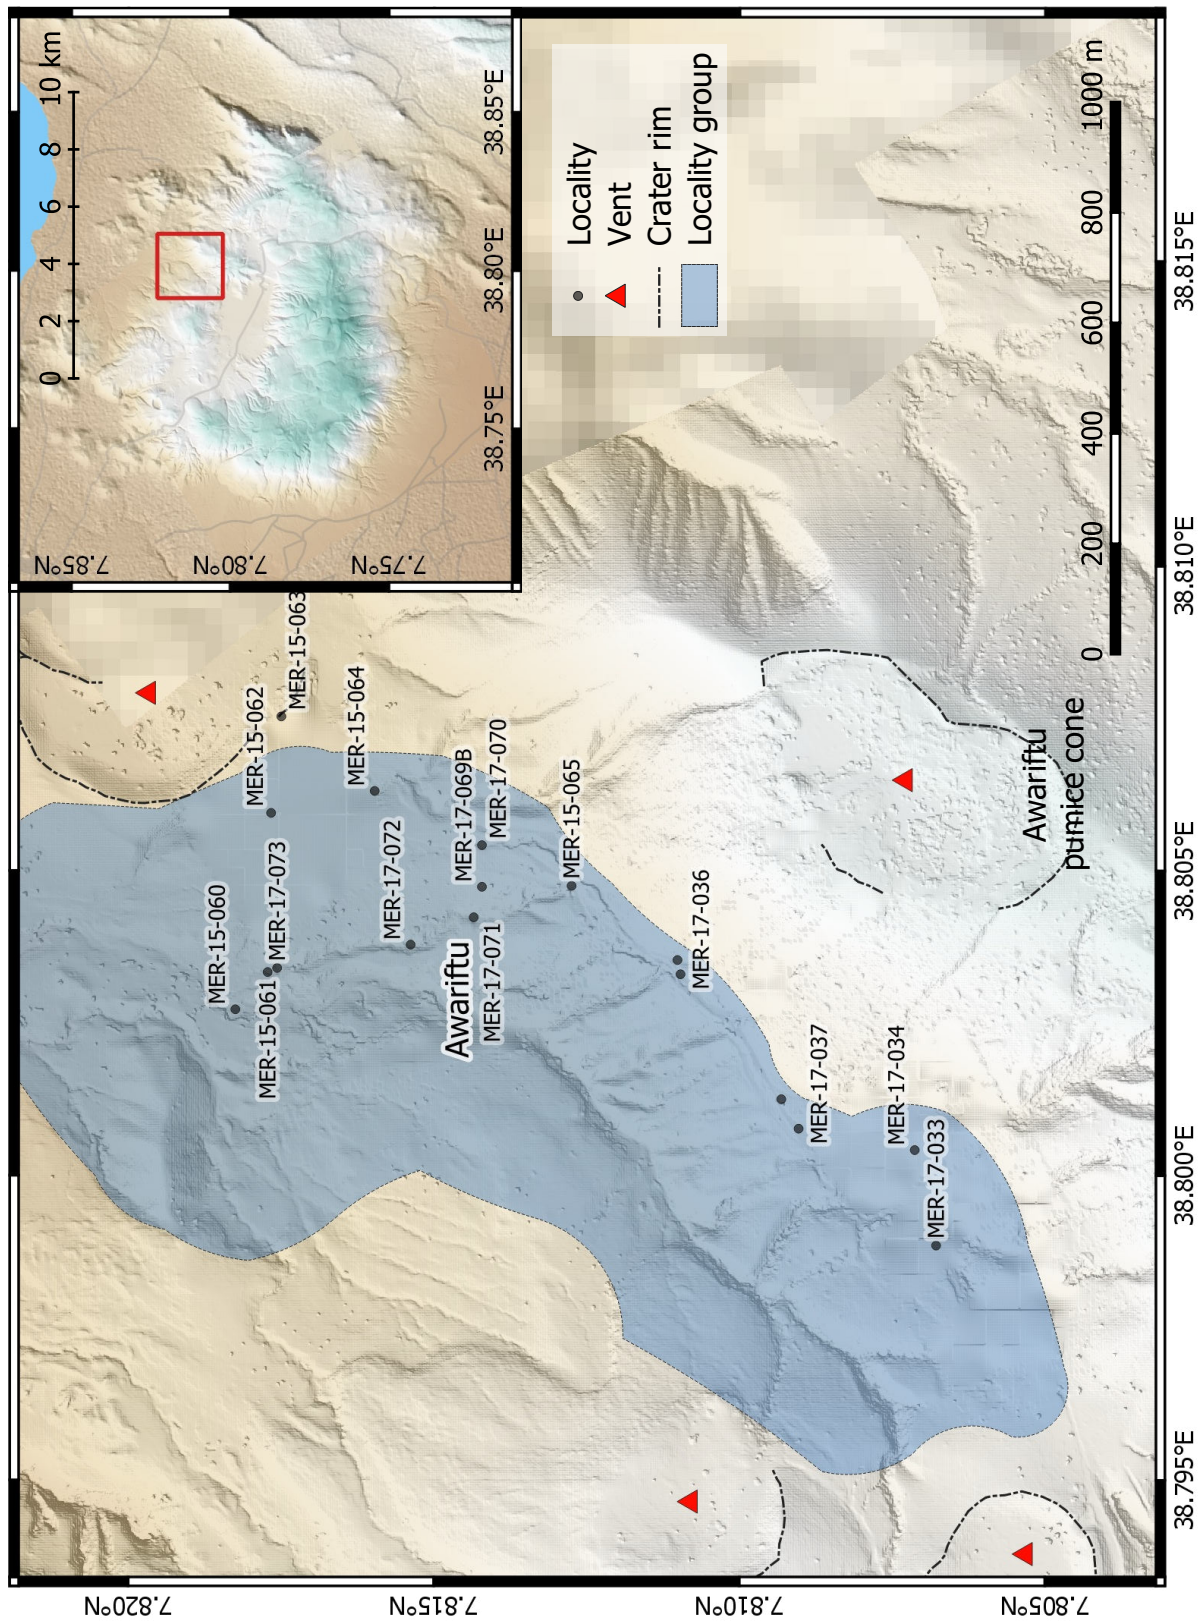 7.85°N
7.80°N
7.75°N
38.75°E
38.80°E
38.85°E
0 2 4 6 8 10 km
Locality
Vent
Crater rim
Locality group
MER-15-060
MER-15-061
MER-17-073
MER-15-062
MER-15-063
MER-15-064
MER-17-072
MER-17-069B
MER-17-070
Awariftu
MER-17-071
MER-15-065
MER-17-036
MER-17-037
MER-17-034
MER-17-033
Awariftu
pumice cone
0 200 400 600 800 1000 m
7.820°N
7.815°N
7.810°N
7.805°N
38.795°E
38.800°E
38.805°E
38.810°E
38.815°E